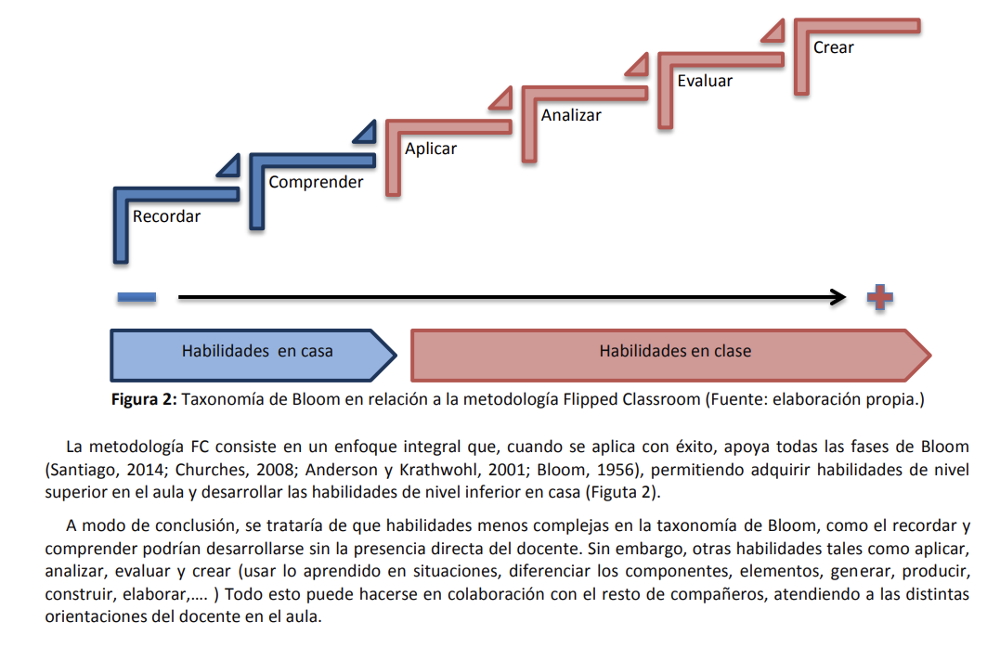 Crear
Evaluar
Analizar
Aplicar
Comprender
Recordar
Habilidades en casa
Habilidades en clase
Figura 2: Taxonomía de Bloom en relación a la metodología Flipped Classroom (Fuente: elaboración propia.)
La metodología FC consiste en un enfoque integral que, cuando se aplica con éxito, apoya todas las fases de Bloom
(Santiago, 2014; Churches, 2008; Anderson y Krathwohl, 2001; Bloom, 1956), permitiendo adquirir habilidades de nivel
superior en el aula y desarrollar las habilidades de nivel inferior en casa (Figuta 2).
A modo de conclusión, se trataría de que habilidades menos complejas en la taxonomía de Bloom, como el recordar y
comprender podrían desarrollarse sin la presencia directa del docente. Sin embargo, otras habilidades tales como aplicar,
analizar, evaluar y crear (usar lo aprendido en situaciones, diferenciar los componentes, elementos, generar, producir,
construir, elaborar,.... ) Todo esto puede hacerse en colaboración con el resto de compañeros, atendiendo a las distintas
orientaciones del docente en el aula.